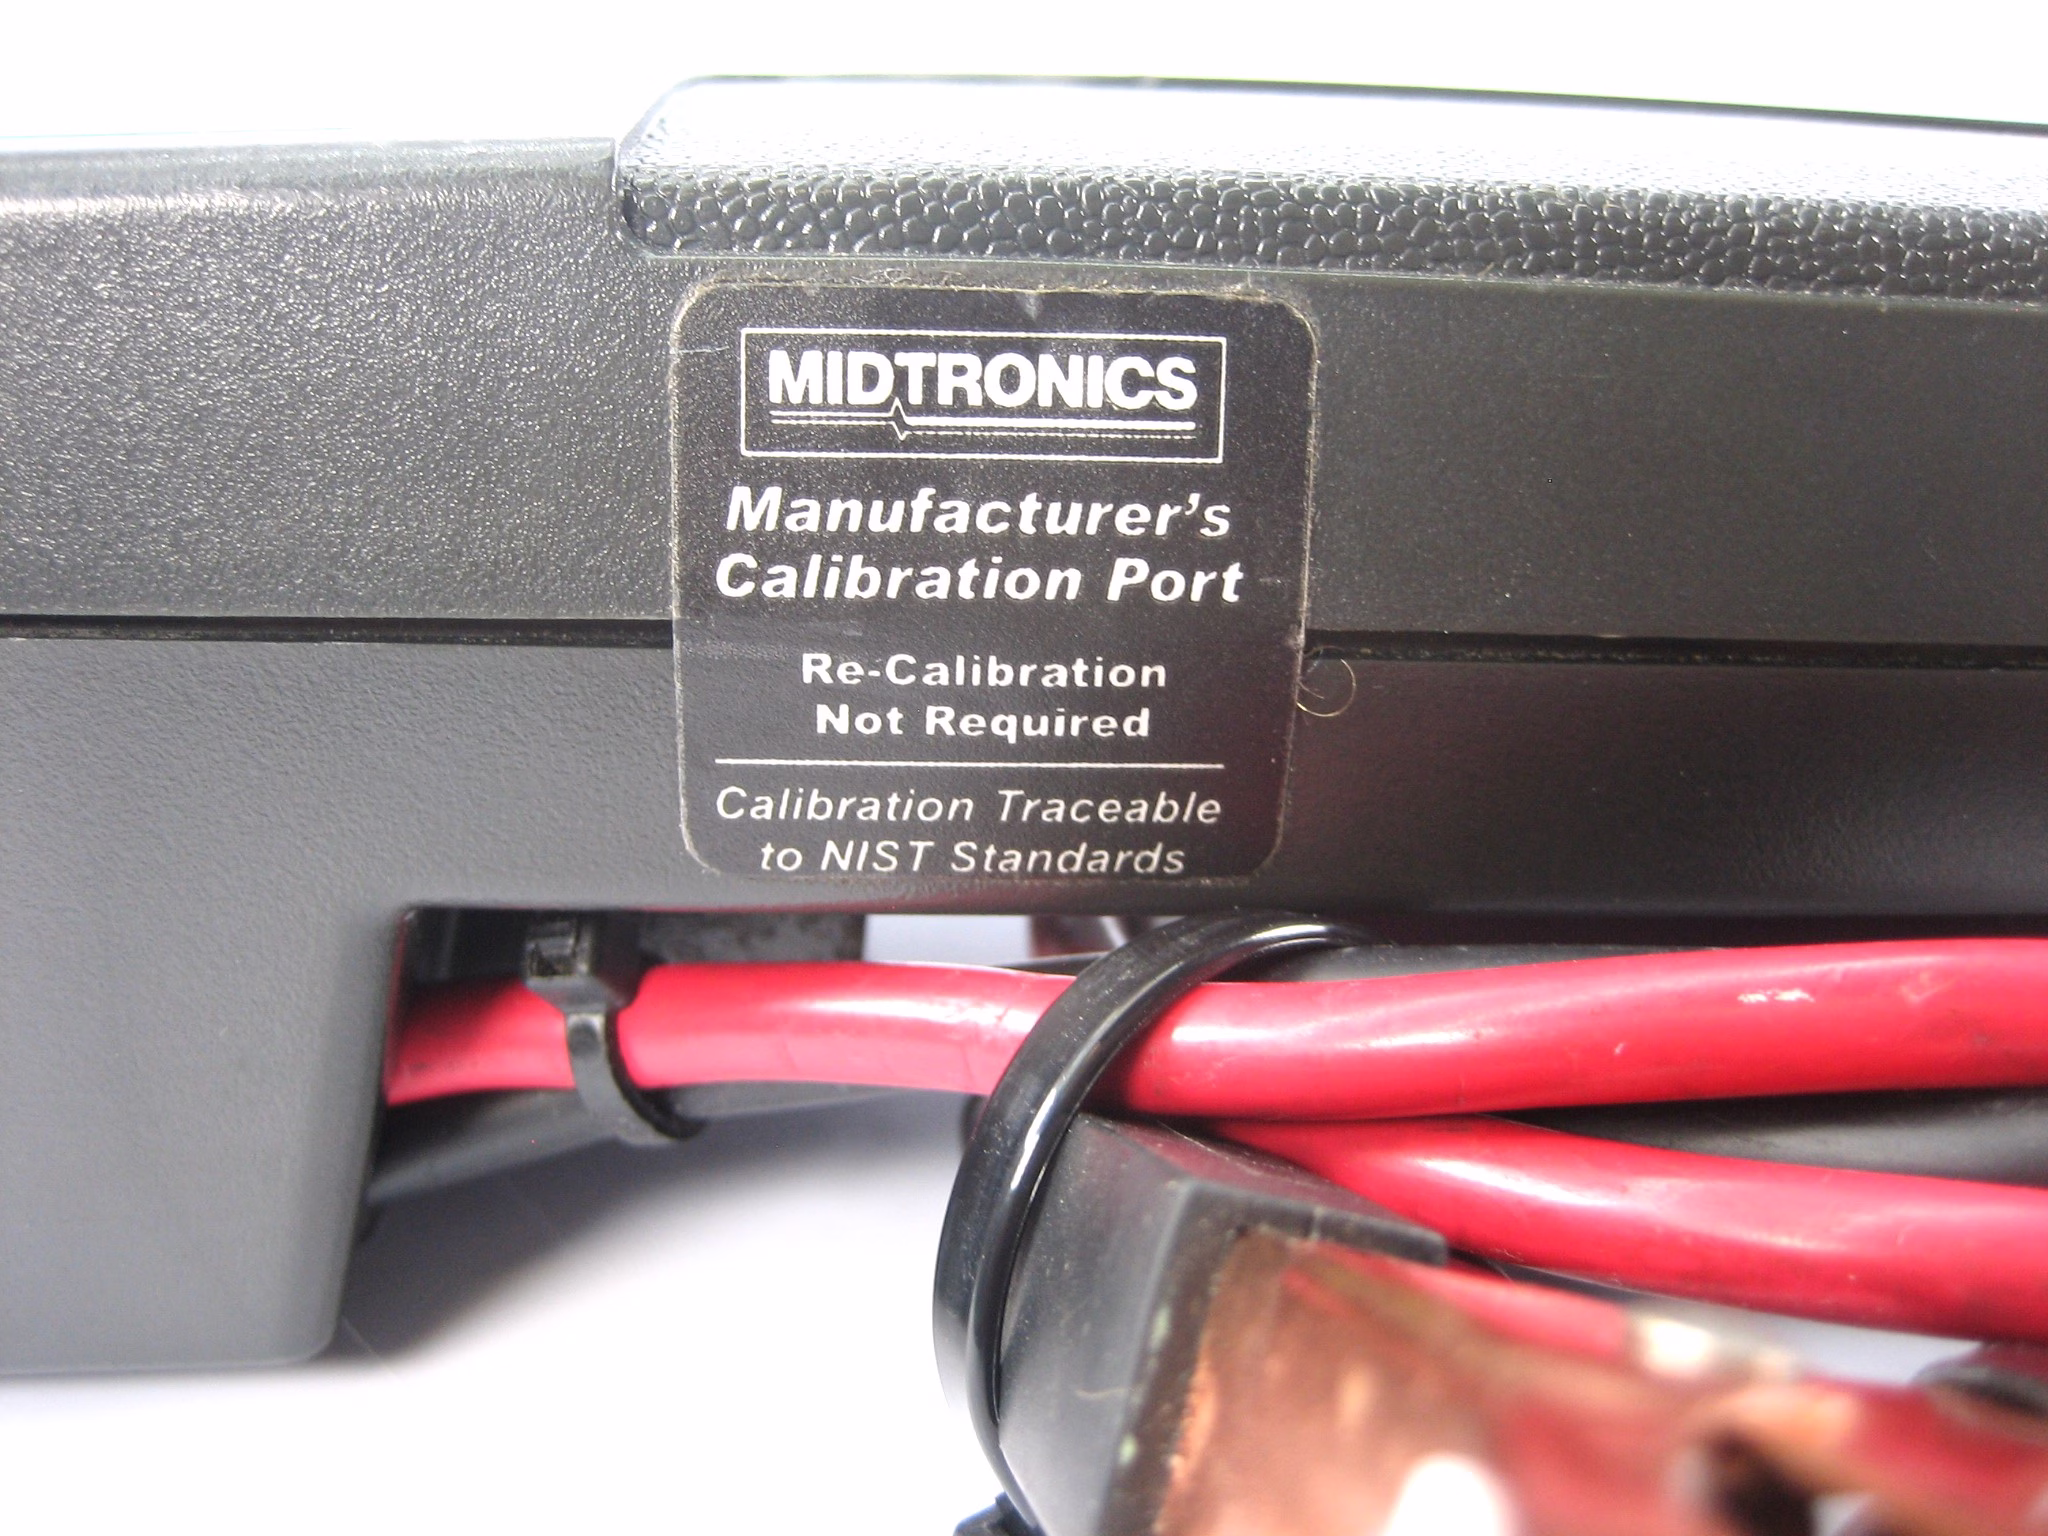 MIDTRONICS
Manufacturer's
Calibration Port
Re-Calibration
Not Required
Calibration Traceable
to NIST Standards